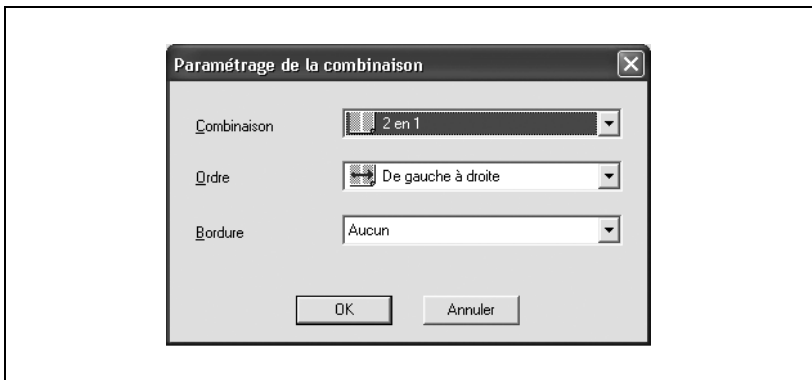 Paramétrage de la combinaison
Combinaison 2 en 1
Ordre De gauche à droite
Bordure Aucun
OK Annuler